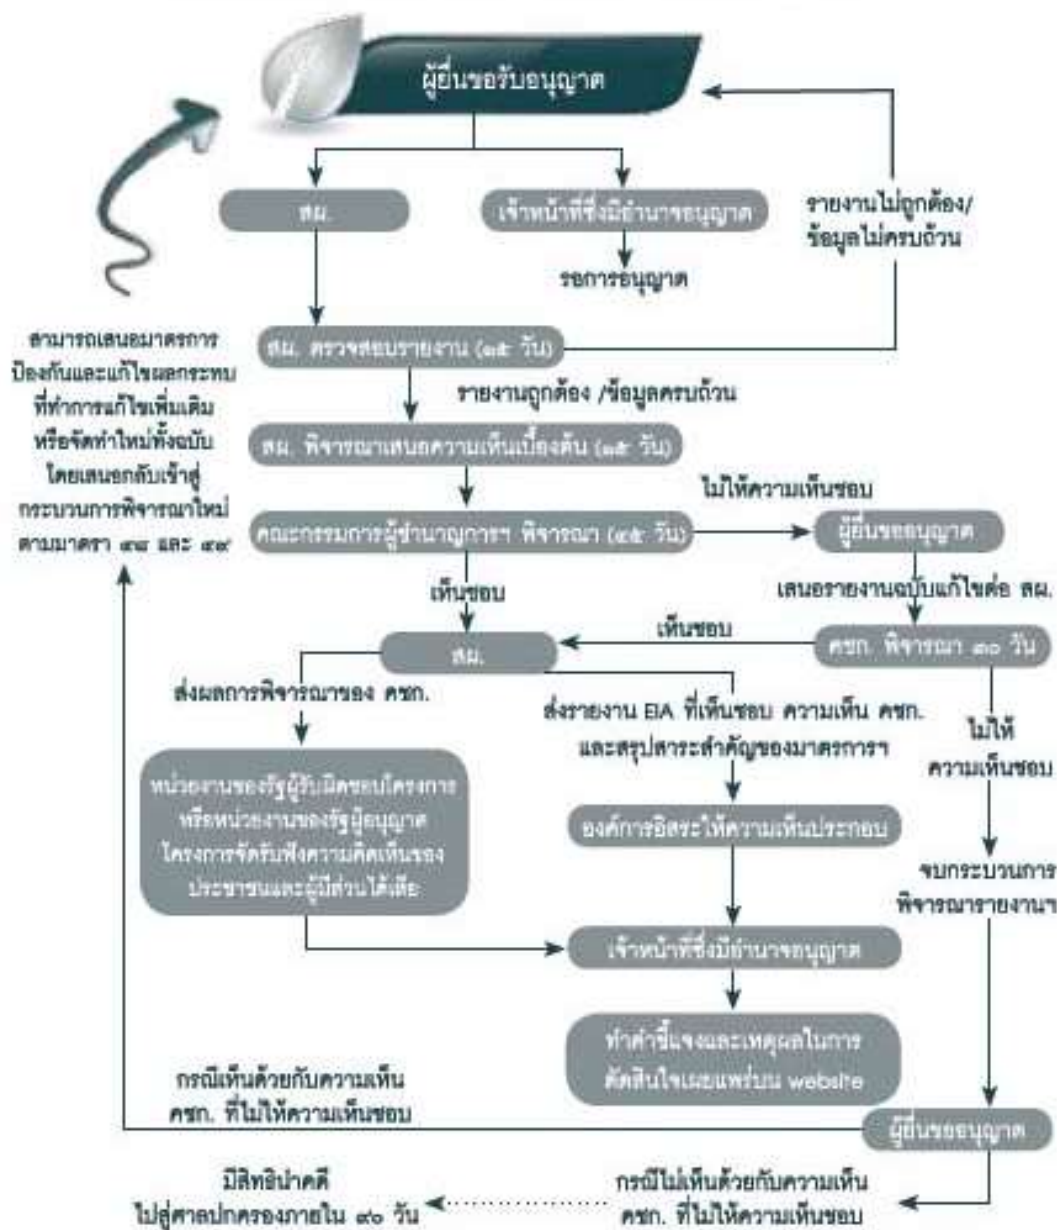 ผู้ยื่นขอรับอนุญาต
สผ.
เจ้าหน้าที่ซึ่งมีอำนาจอนุญาต
รายงานไม่ถูกต้อง/
ข้อมูลไม่ครบถ้วน
รอการอนุญาต
สามารถเสนอมาตรการ
ป้องกันและแก้ไขผลกระทบ
ที่ทำการแก้ไขเพิ่มเติม
หรือจัดทำใหม่ทั้งฉบับ
โดยเสนอกลับเข้าสู่
กระบวนการพิจารณาใหม่
ตามมาตรา ๔๘ และ ๔๙
สผ. ตรวจสอบรายงาน (๑๕ วัน)
รายงานถูกต้อง /ข้อมูลครบถ้วน
สผ. พิจารณาเสนอความเห็นเบื้องต้น (๑๕ วัน)
ไม่ให้ความเห็นชอบ
คณะกรรมการผู้ชำนาญการฯ พิจารณา (๔๕ วัน)
ผู้ยื่นขออนุญาต
เห็นชอบ
เสนอรายงานฉบับแก้ไขต่อ สผ.
เห็นชอบ
คชก. พิจารณา ๓๐ วัน
สผ.
ส่งผลการพิจารณาของ คชก.
ส่งรายงาน EIA ที่เห็นชอบ ความเห็น คชก.
และสรุปสาระสำคัญของมาตรการฯ
ไม่ให้
ความเห็นชอบ
หน่วยงานของรัฐผู้รับผิดชอบโครงการ
หรือหน่วยงานของรัฐผู้อนุญาต
โครงการจัดรับฟังความคิดเห็นของ
ประชาชนและผู้มีส่วนได้เสีย
องค์การอิสระให้ความเห็นประกอบ
จบกระบวนการ
พิจารณารายงานฯ
เจ้าหน้าที่ซึ่งมีอำนาจอนุญาต
ทำคำชี้แจงและเหตุผลในการ
ตัดสินใจเผยแพร่บน website
กรณีเห็นด้วยกับความเห็น
คชก. ที่ไม่ให้ความเห็นชอบ
ผู้ยื่นขออนุญาต
มีสิทธินำคดี
ไปสู่ศาลปกครองภายใน ๙๐ วัน
กรณีไม่เห็นด้วยกับความเห็น
คชก. ที่ไม่ให้ความเห็นชอบ